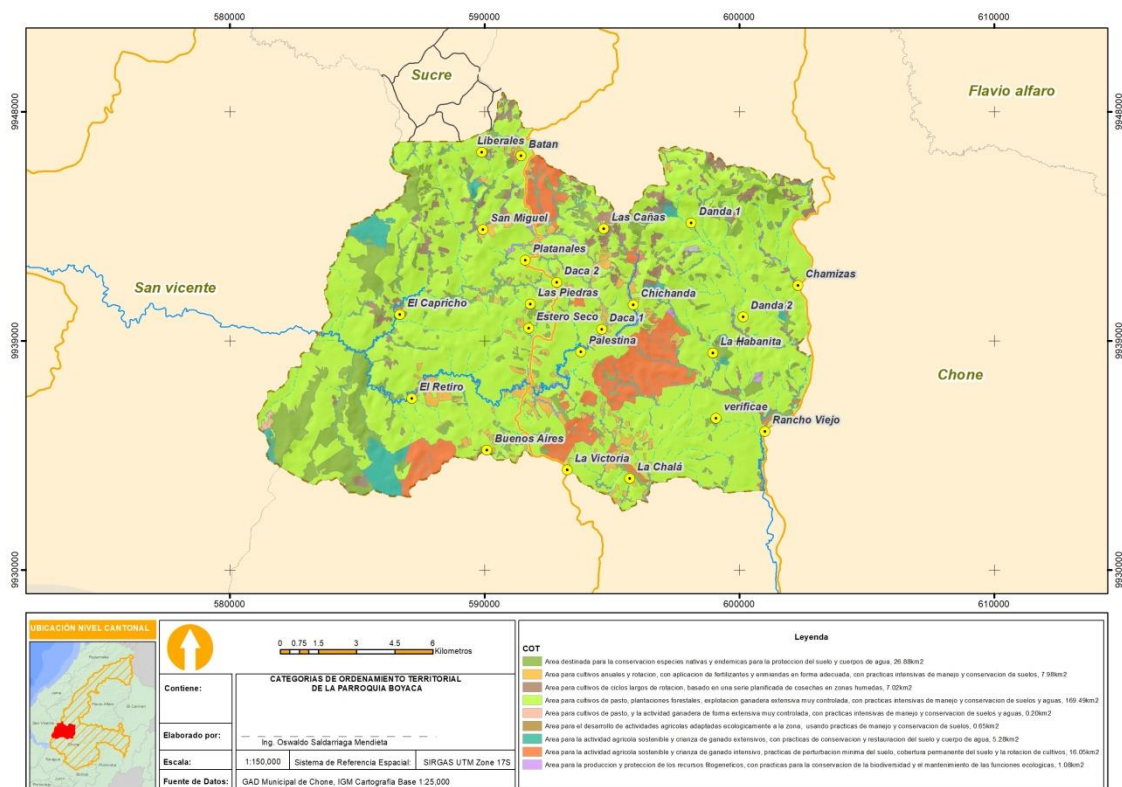 580000
590000
600000
610000
9948000
9948000
9939000
9939000
9930000
9930000
Sucre
Flavio alfaro
San vicente
Chone
Liberales
Batan
San Miguel
Las Cañas
Danda 1
Platanales
Daca 2
Chamizas
El Capricho
Las Piedras
Chichanda
Danda 2
Estero Seco
Daca 1
Palestina
La Habanita
El Retiro
verificae
Rancho Viejo
Buenos Aires
La Victoria
La Chalá
580000
590000
600000
610000
UBICACIÓN NIVEL CANTONAL
0 0.75 1.5 3 4.5 6
Kilometros
Contiene:
CATEGORIAS DE ORDENAMIENTO TERRITORIAL
DE LA PARROQUIA BOYACA
Elaborado por:
Ing. Oswaldo Saldarriaga Mendieta
Escala:
1:150,000
Sistema de Referencia Espacial:
SIRGAS UTM Zone 17S
Fuente de Datos:
GAD Municipal de Chone, IGM Cartografía Base 1:25,000
Leyenda
COT
Area destinada para la conservacion especies nativas y endemicas para la proteccion del suelo y cuerpos de agua, 26.88km2
Area para cultivos anuales y rotacion, con aplicacion de fertilizantes y enmiandas en forma adecuada, con practicas intensivas de manejo y conservacion de suelos, 7.98km2
Area para cultivos de ciclos largos de rotacion, basado en una serie planificada de cosechas en zonas humedas, 7.02km2
Area para cultivos de pasto, plantaciones forestales, explotacion ganadera extensiva muy controlada, con practicas intensivas de manejo y conservacion de suelos y aguas, 169.49km2
Area para cultivos de pasto, y la actividad ganadera de forma extensiva muy controlada, con practicas intensivas de manejo y conservacion de suelos y aguas, 0.20km2
Area para el desarrollo de actividades agricolas adaptadas ecologicamente a la zona, usando practicas de manejo y conservacion de suelos, 0.65km2
Area para la actividad agricola sostenible y crianza de ganado extensivo, con practicas de conservacion y restauracion del suelo y cuerpo de agua, 5.28km2
Area para la actividad agricola sostenible y crianza de ganado intensivo, practicas de perturbacion minima del suelo, cobertura permanente del suelo y la rotacion de cultivos, 16.05km2
Area para la produccion y proteccion de los recursos fitogeneticos, con practicas para la conservacion de la biodiversidad y el mantenimiento de las funciones ecologicas, 1.08km2